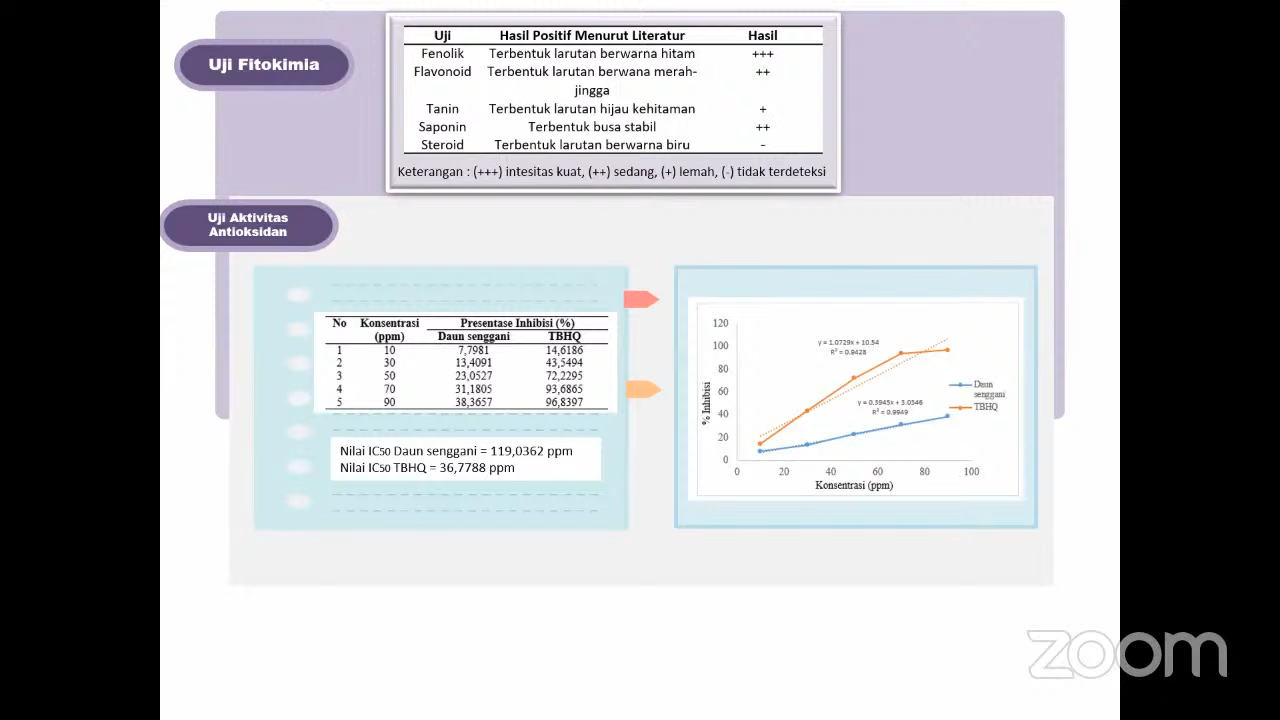 Uji Fitokimia
Uji Hasil Positif Menurut Literatur Hasil
Fenolik Terbentuk larutan berwarna hitam +++
Flavonoid Terbentuk larutan berwana merah- ++
jingga
Tanin Terbentuk larutan hijau kehitaman +
Saponin Terbentuk busa stabil ++
Steroid Terbentuk larutan berwarna biru -
Keterangan : (+++) intesitas kuat, (++) sedang, (+) lemah, (-) tidak terdeteksi
Uji Aktivitas
Antioksidan
No Konsentrasi Presentase Inhibisi (%)
(ppm) Daun senggani TBHQ
1 10 7,7981 14,6186
2 30 13,4091 43,5494
3 50 23,0527 72,2295
4 70 31,1805 93,6865
5 90 38,3657 96,8397
Nilai IC50 Daun senggani = 119,0362 ppm
Nilai IC50 TBHQ = 36,7788 ppm
120
100
80
60
40
20
0
% Inhibisi
y = 1.0729x + 10.54
R² = 0.9428
y = 0.3945x + 3.0346
R² = 0.9949
Daun
senggani
TBHQ
0 20 40 60 80 100
Konsentrasi (ppm)
zoom